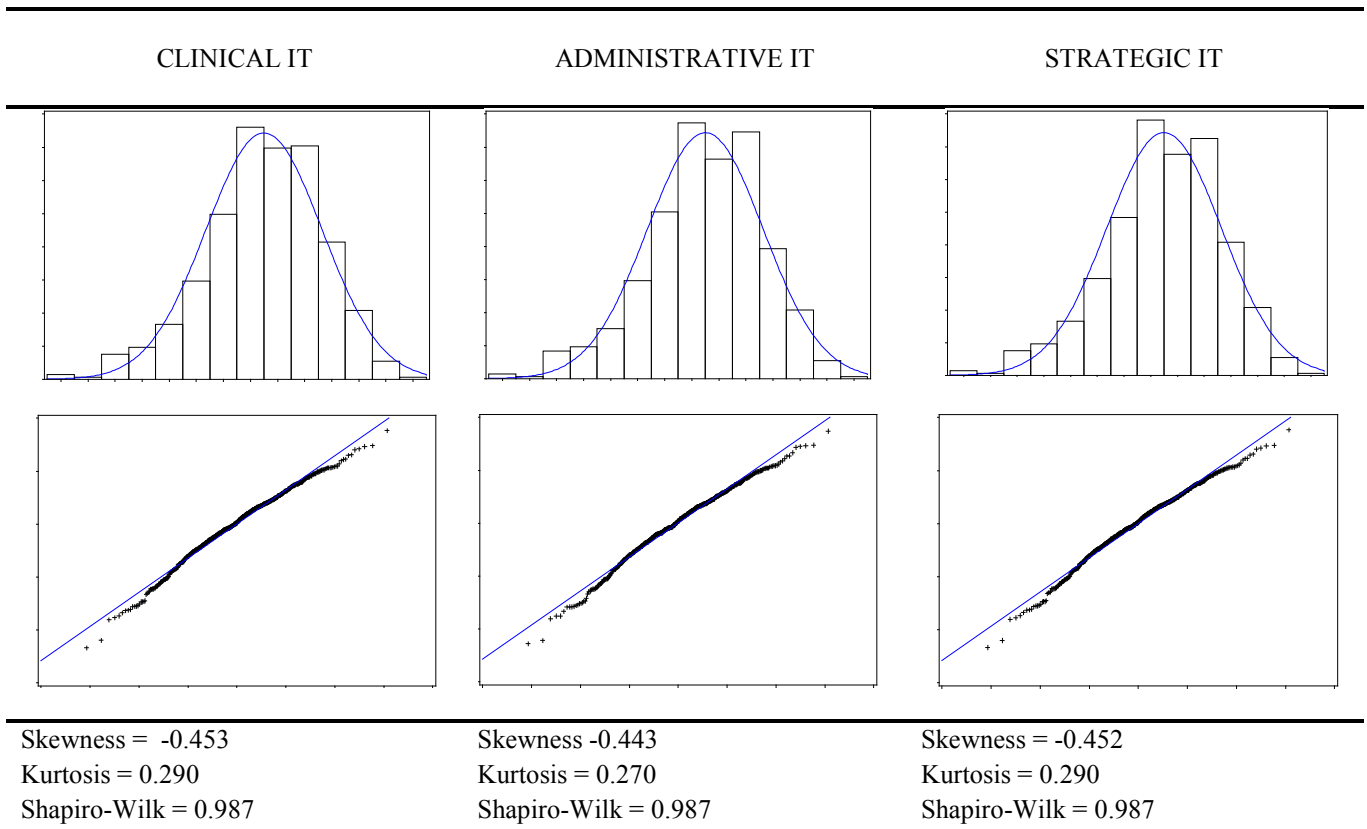 CLINICAL IT
ADMINISTRATIVE IT
STRATEGIC IT
Skewness = -0.453
Kurtosis = 0.290
Shapiro-Wilk = 0.987
Skewness -0.443
Kurtosis = 0.270
Shapiro-Wilk = 0.987
Skewness = -0.452
Kurtosis = 0.290
Shapiro-Wilk = 0.987